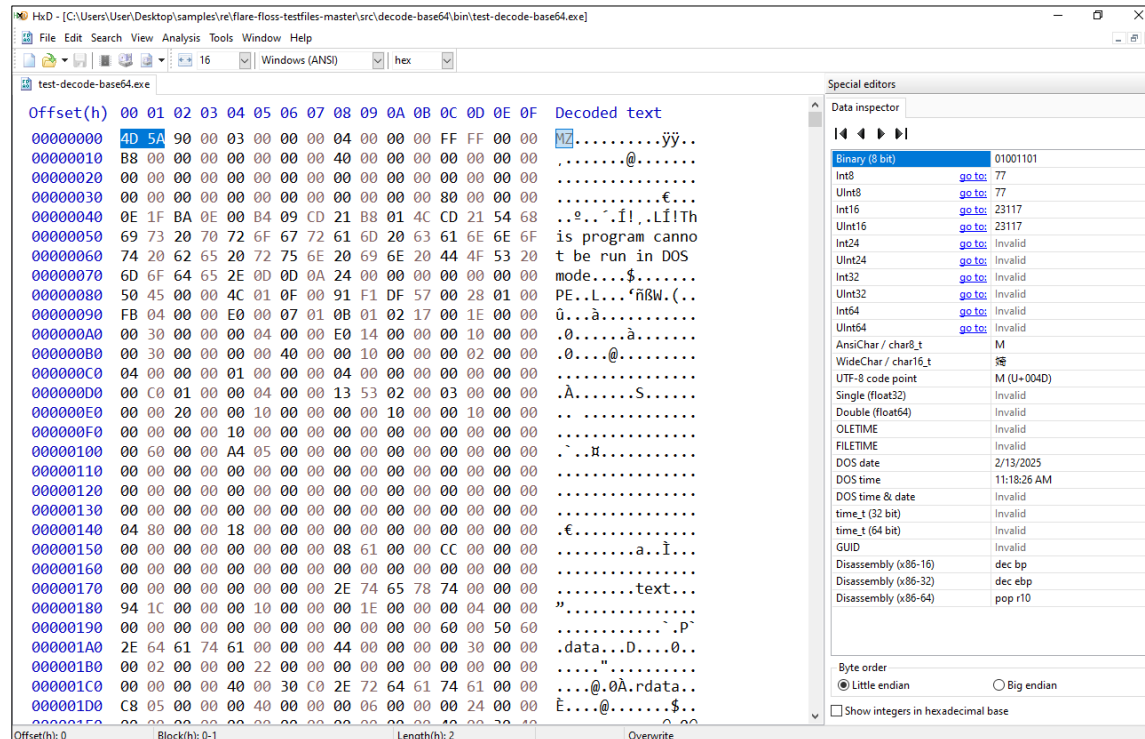 HxD - [C:\Users\User\Desktop\samples\re\flare-floss-testfiles-master\src\decode-base64\bin\test-decode-base64.exe]
File Edit Search View Analysis Tools Window Help
16 Windows (ANSI) hex
test-decode-base64.exe
Special editors
Data inspector
Offset(h) 00 01 02 03 04 05 06 07 08 09 0A 0B 0C 0D 0E 0F Decoded text
00000000 4D 5A 90 00 03 00 00 00 04 00 00 00 FF FF 00 00 MZ..........ÿÿ..
00000010 B8 00 00 00 00 00 00 00 40 00 00 00 00 00 00 00 ¸.......@.......
00000020 00 00 00 00 00 00 00 00 00 00 00 00 00 00 00 00 ................
00000030 00 00 00 00 00 00 00 00 00 00 00 00 80 00 00 00 ............€...
00000040 0E 1F BA 0E 00 B4 09 CD 21 B8 01 4C CD 21 54 68 ..º..´.Í!¸.LÍ!Th
00000050 69 73 20 70 72 6F 67 72 61 6D 20 63 61 6E 6E 6F is program canno
00000060 74 20 62 65 20 72 75 6E 20 69 6E 20 44 4F 53 20 t be run in DOS
00000070 6D 6F 64 65 2E 0D 0D 0A 24 00 00 00 00 00 00 00 mode....$.......
00000080 50 45 00 00 4C 01 0F 00 91 F1 DF 57 00 28 01 00 PE..L...‘ñßW.(..
00000090 FB 04 00 00 E0 00 07 01 0B 01 02 17 00 1E 00 00 û...à...........
000000A0 00 30 00 00 00 04 00 00 E0 14 00 00 00 10 00 00 .0......à.......
000000B0 00 30 00 00 00 00 40 00 00 10 00 00 00 02 00 00 .0....@.........
000000C0 04 00 00 00 01 00 00 00 04 00 00 00 00 00 00 00 ................
000000D0 00 C0 01 00 00 04 00 00 13 53 02 00 03 00 00 00 .À.......S......
000000E0 00 00 20 00 00 10 00 00 00 00 10 00 00 10 00 00 .. .............
000000F0 00 00 00 00 10 00 00 00 00 00 00 00 00 00 00 00 ................
00000100 00 60 00 00 A4 05 00 00 00 00 00 00 00 00 00 00 .`..¤...........
00000110 00 00 00 00 00 00 00 00 00 00 00 00 00 00 00 00 ................
00000120 00 00 00 00 00 00 00 00 00 00 00 00 00 00 00 00 ................
00000130 00 00 00 00 00 00 00 00 00 00 00 00 00 00 00 00 ................
00000140 04 80 00 00 18 00 00 00 00 00 00 00 00 00 00 00 .€..............
00000150 00 00 00 00 00 00 00 00 08 61 00 00 CC 00 00 00 .........a..Ì...
00000160 00 00 00 00 00 00 00 00 00 00 00 00 00 00 00 00 ................
00000170 00 00 00 00 00 00 00 00 2E 74 65 78 74 00 00 00 .........text...
00000180 94 1C 00 00 00 10 00 00 00 1E 00 00 00 04 00 00 ”...............
00000190 00 00 00 00 00 00 00 00 00 00 00 00 60 00 50 60 ............`.P`
000001A0 2E 64 61 74 61 00 00 00 44 00 00 00 00 30 00 00 .data...D....0..
000001B0 00 02 00 00 00 22 00 00 00 00 00 00 00 00 00 00 ....."..........
000001C0 00 00 00 00 40 00 30 C0 2E 72 64 61 74 61 00 00 ....@.0À.rdata..
000001D0 C8 05 00 00 00 40 00 00 00 06 00 00 00 24 00 00 È....@.......$..
Binary (8 bit) 01001101
Int8 go to: 77
UInt8 go to: 77
Int16 go to: 23117
UInt16 go to: 23117
Int24 go to: Invalid
UInt24 go to: Invalid
Int32 go to: Invalid
UInt32 go to: Invalid
Int64 go to: Invalid
UInt64 go to: Invalid
AnsiChar / char8_t M
WideChar / char16_t
UTF-8 code point M (U+004D)
Single (float32) Invalid
Double (float64) Invalid
OLETIME Invalid
FILETIME Invalid
DOS date 2/13/2025
DOS time 11:18:26 AM
DOS time & date Invalid
time_t (32 bit) Invalid
time_t (64 bit) Invalid
GUID Invalid
Disassembly (x86-16) dec bp
Disassembly (x86-32) dec ebp
Disassembly (x86-64) pop r10
Byte order
Little endian Big endian
Show integers in hexadecimal base
Offset(h): 0 Block(h): 0-1 Length(h): 2 Overwrite